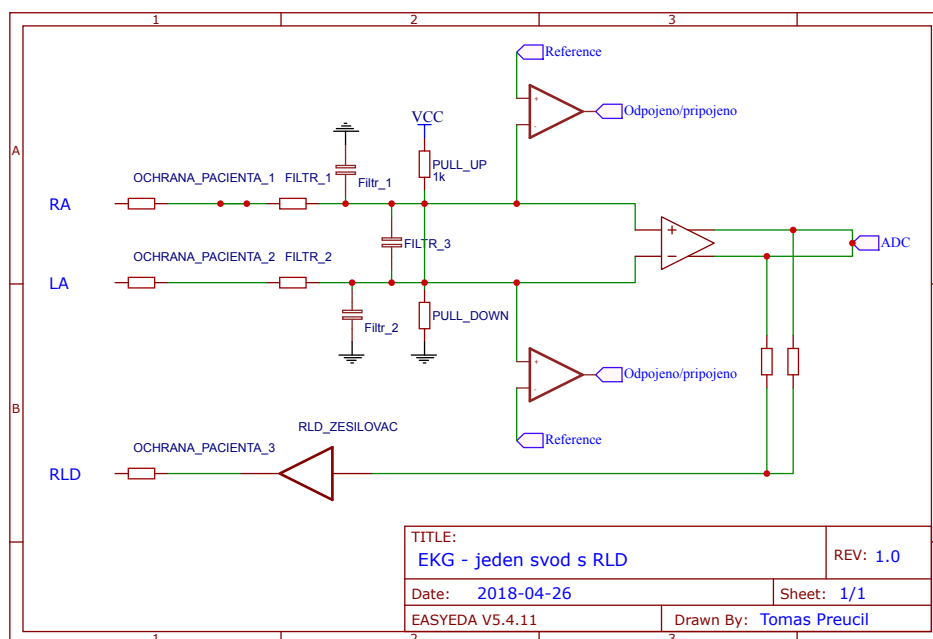 1 2 3
Reference
Odpojeno/pripojeno
VCC
A
PULL_UP
1k
OCHRANA_PACIENTA_1 FILTR_1 Filtr_1
RA
FILTR_3
ADC
OCHRANA_PACIENTA_2 FILTR_2
LA
PULL_DOWN
Filtr_2
Odpojeno/pripojeno
B
RLD_ZESILOVAC
Reference
OCHRANA_PACIENTA_3
RLD
TITLE:
EKG - jeden svod s RLD
REV: 1.0
Date: 2018-04-26
Sheet: 1/1
EASYEDA V5.4.11
Drawn By: Tomas Preucil
1 2 3